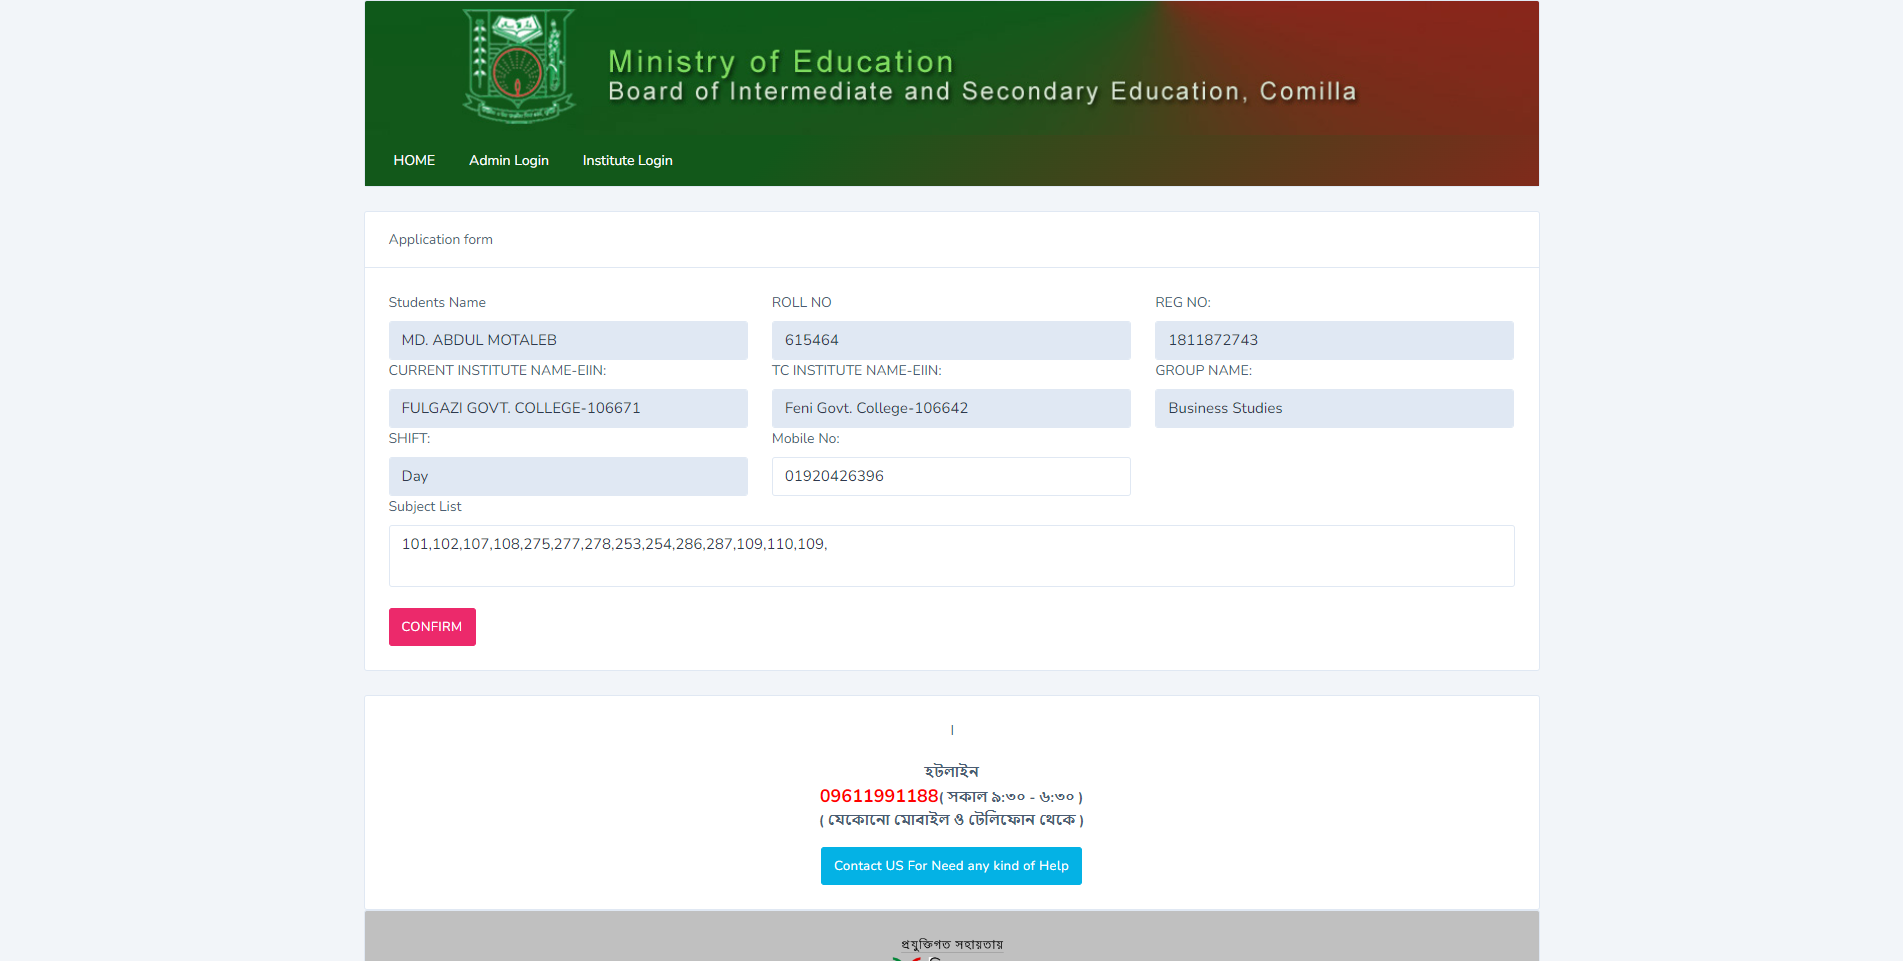 Ministry of Education
Board of Intermediate and Secondary Education, Comilla
HOME Admin Login Institute Login
Application form
Students Name ROLL NO REG NO:
MD. ABDUL MOTALEB 615464 1811872743
CURRENT INSTITUTE NAME-EIIN: TC INSTITUTE NAME-EIIN: GROUP NAME:
FULGAZI GOVT. COLLEGE-106671 Feni Govt. College-106642 Business Studies
SHIFT: Mobile No:
Day 01920426396
Subject List
101,102,107,108,275,277,278,253,254,286,287,109,110,109,
CONFIRM
|
হটলাইন
09611991188( সকাল ৯:৩০ - ৬:৩০ )
( যেকোনো মোবাইল ও টেলিফোন থেকে )
Contact US For Need any kind of Help
প্রযুক্তিগত সহায়তায়